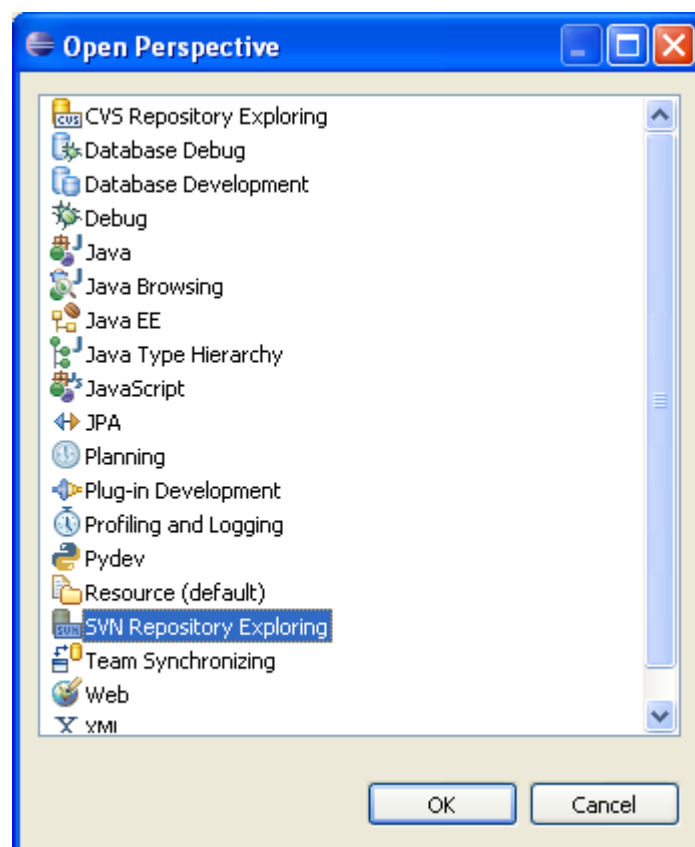 Open Perspective
CVS Repository Exploring
Database Debug
Database Development
Debug
Java
Java Browsing
Java EE
Java Type Hierarchy
JavaScript
JPA
Planning
Plug-in Development
Profiling and Logging
Pydev
Resource (default)
SVN Repository Exploring
Team Synchronizing
Web
XML
OK Cancel